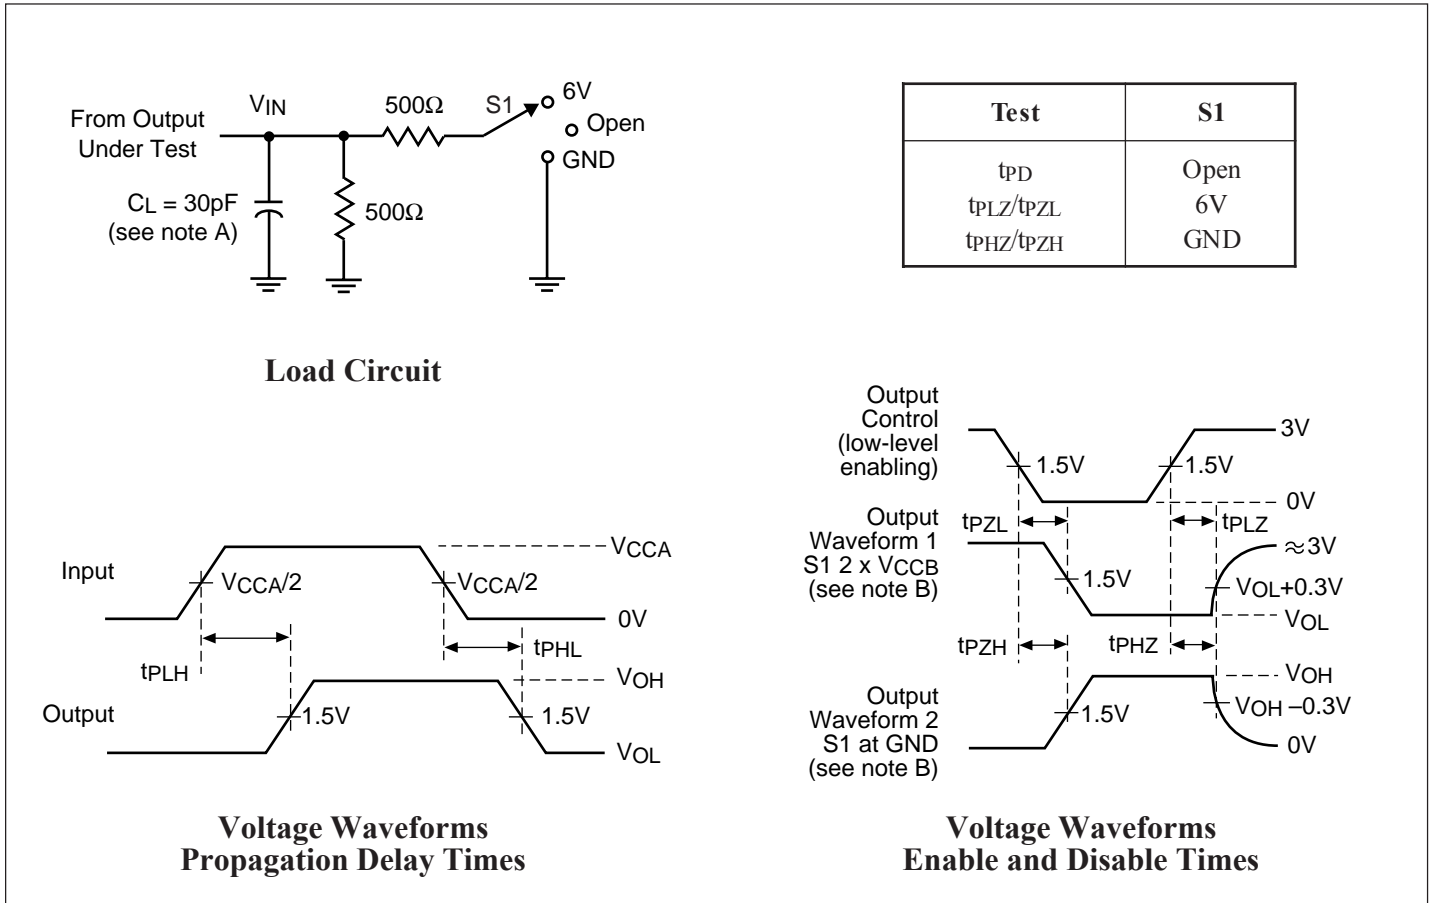 From Output
Under Test
VIN
500Ω
S1
6V
Open
GND
CL = 30pF
(see note A)
500Ω
Load Circuit
Test S1
tPD Open
tPLZ/tPZL 6V
tPHZ/tPZH GND
Input
VCCA
VCCA/2
VCCA/2
0V
tPLH
tPHL
VOH
Output
1.5V
1.5V
VOL
Voltage Waveforms
Propagation Delay Times
Output
Control
(low-level
enabling)
3V
1.5V
1.5V
0V
Output
Waveform 1
S1 2 x VCCB
(see note B)
tPZL
tPLZ
≈3V
1.5V
VOL+0.3V
VOL
tPZH
tPHZ
VOH
Output
Waveform 2
S1 at GND
(see note B)
1.5V
VOH –0.3V
0V
Voltage Waveforms
Enable and Disable Times